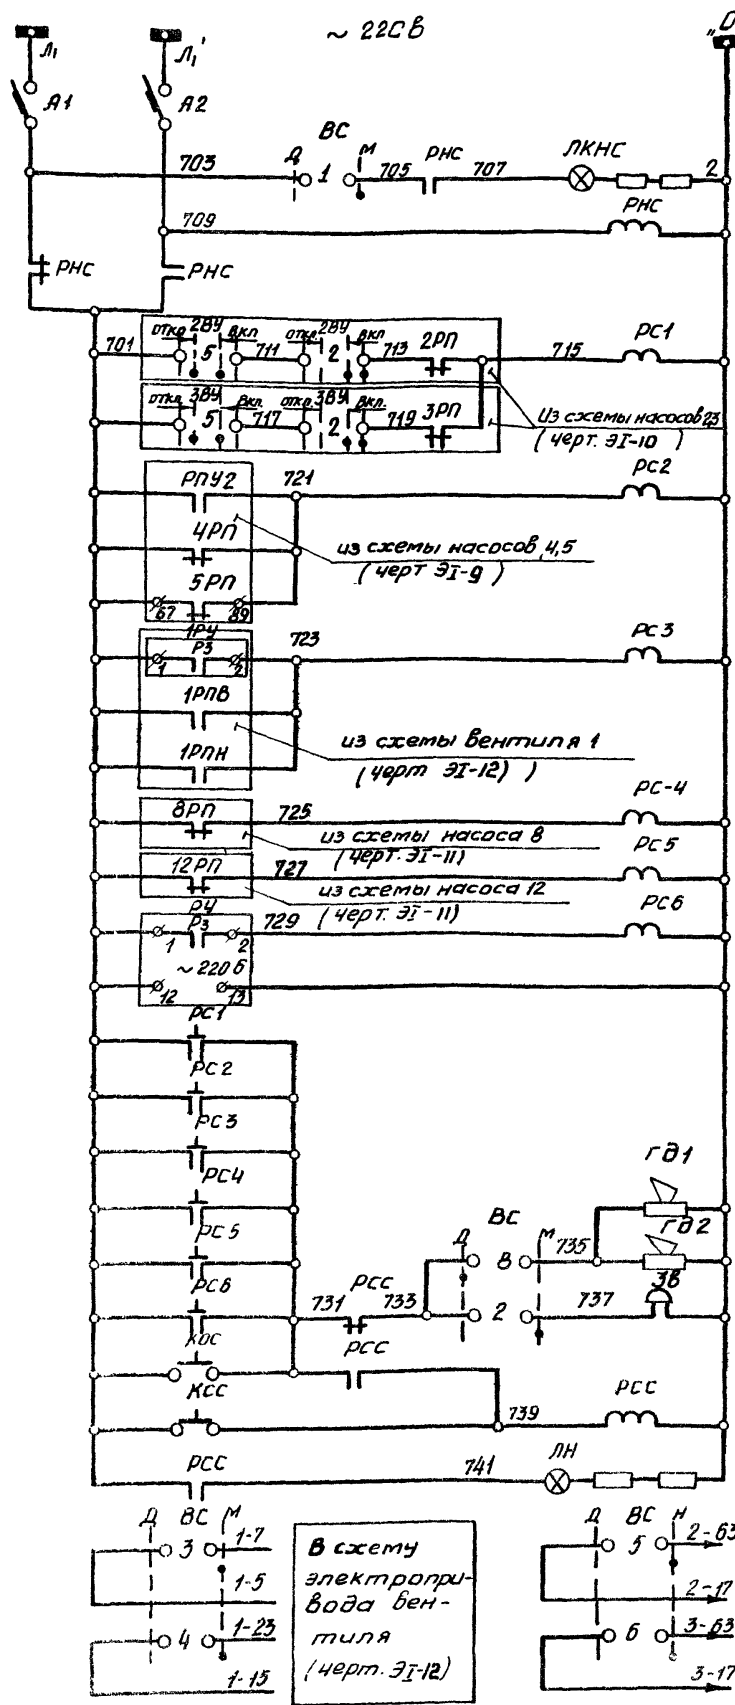 ~ 220 в
Л1 Л1' "О
А1 А2
ВС
703 Д 1 М 705 РНС 707 ЛКНС 2
709 РНС
РНС РНС
откл 2ВУ вкл откл 2ВУ вкл 2РП РС1
701 5 711 2 713 715
откл 3ВУ вкл откл 3ВУ вкл 3РП
5 717 2 719
Из схемы насосов 2,3
(черт. ЭI-10)
РПУ2 721 РС2
4РП
из схемы насосов 4,5
(черт ЭI-9)
5РП
67 89
1РУ
РЗ 723 РС3
1 2
1РПВ
из схемы вентиля 1
(черт ЭI-12)
1РПН
8РП 725 РС-4
из схемы насоса 8
(черт. ЭI-11)
12РП 727 РС5
из схемы насоса 12
(черт. ЭI-11)
РУ
РЗ 729 РС6
1 2
~ 220 б
12 13
РС1
РС2
РС3
РС4
РС5
РС6
КОС
КСС
ГД1
ГД2
ВС
Д 8 М 735
ЗВ
731 РСС 733 2 737
РСС
739 РСС
РСС 741 ЛН
Д ВС М
3 1-7
1-5
4 1-23
1-15
В схему
электропри-
вода вен-
тиля
(черт. ЭI-12)
Д ВС Н
5 2-63
2-17
6 3-63
3-17